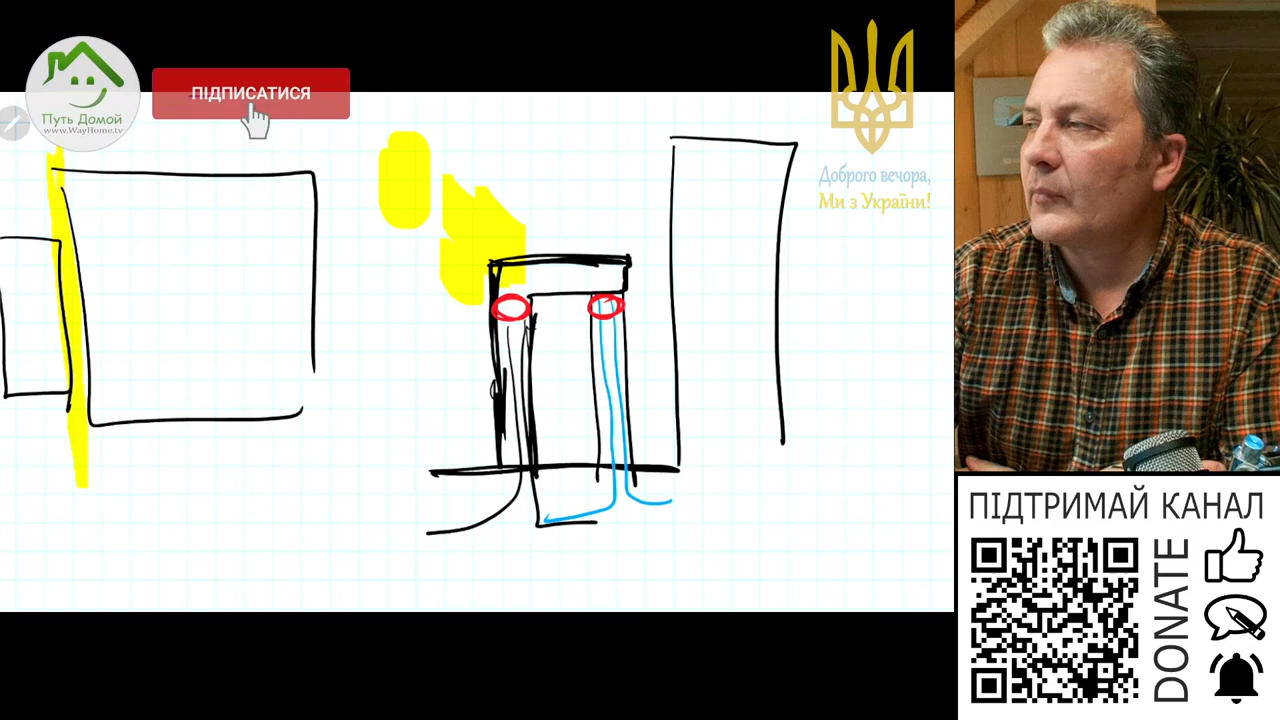 ПІДПИСАТИСЯ
Путь Домой
www.WayHome.tv
Доброго вечора,
Ми з України!
ПІДТРИМАЙ КАНАЛ
DONATE